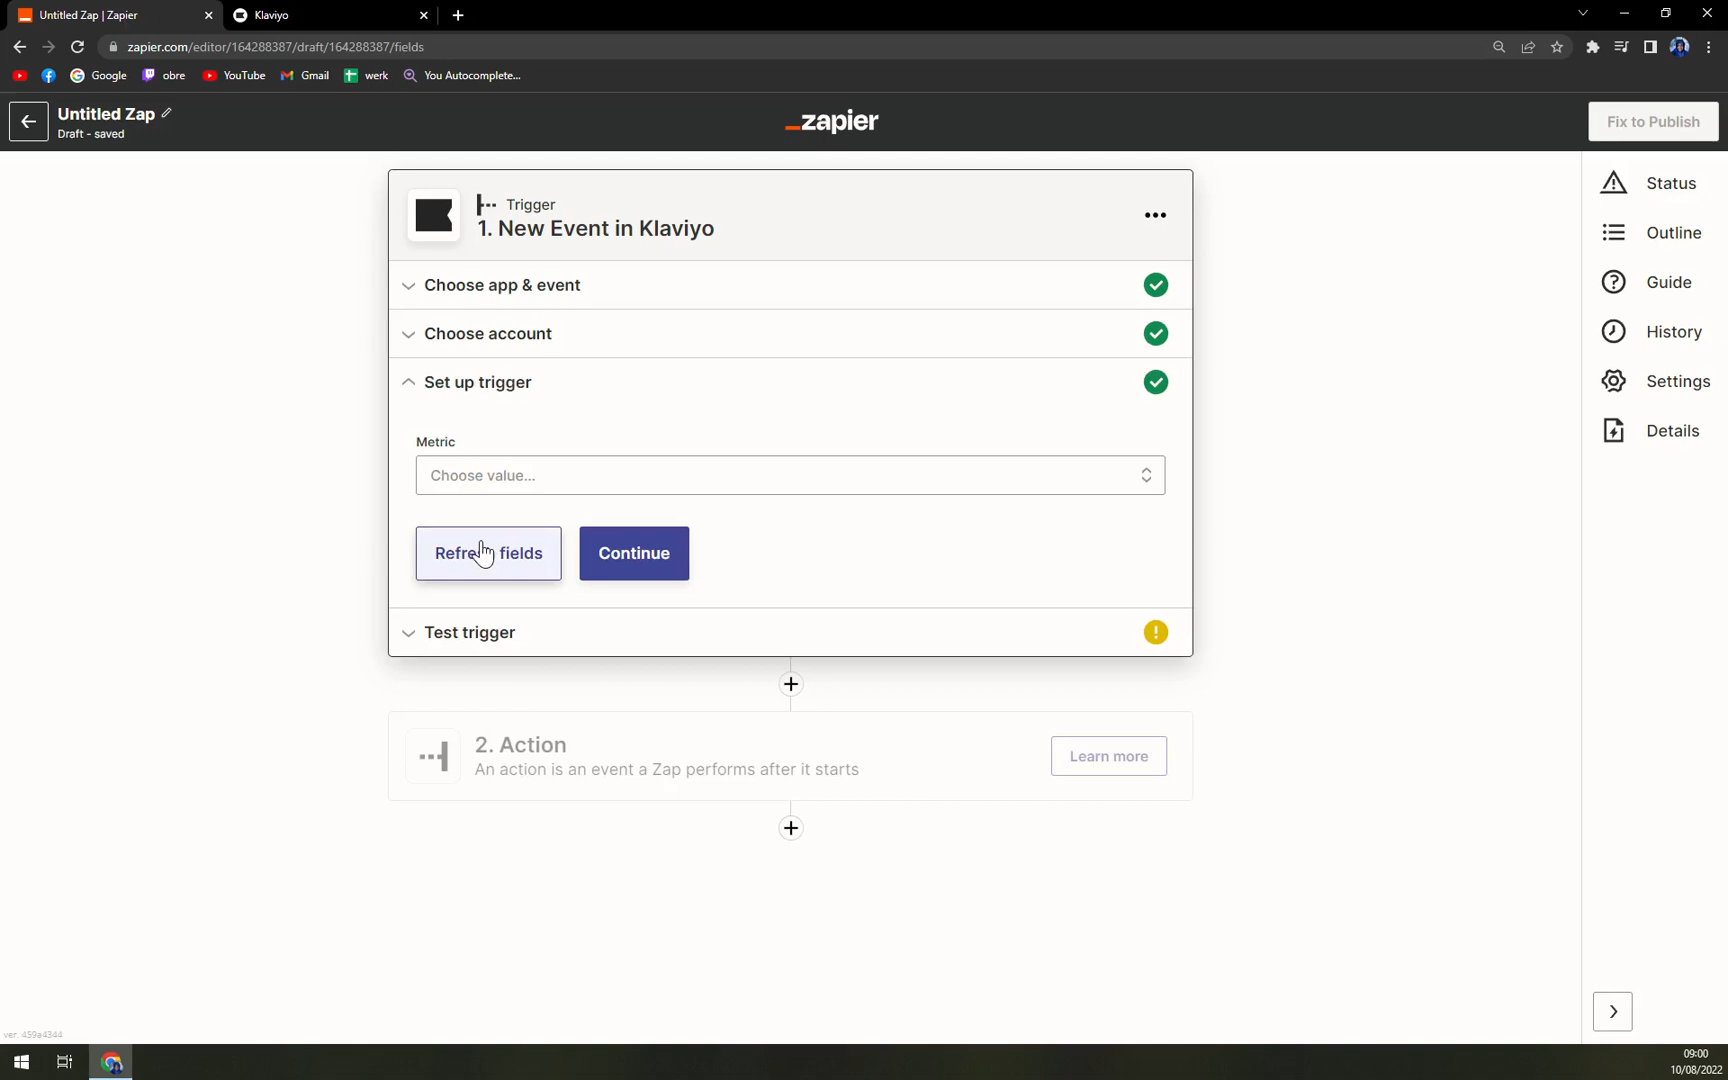 Untitled Zap | Zapier
Klaviyo
zapier.com/editor/164288387/draft/164288387/fields
Google
obre
YouTube
Gmail
werk
You Autocomplete...
Untitled Zap
Draft - saved
_zapier
Fix to Publish
Trigger
1. New Event in Klaviyo
Choose app & event
Choose account
Set up trigger
Metric
Choose value...
Refresh fields
Continue
Test trigger
2. Action
An action is an event a Zap performs after it starts
Learn more
Status
Outline
Guide
History
Settings
Details
ver. 459a4344
09:00
10/08/2022